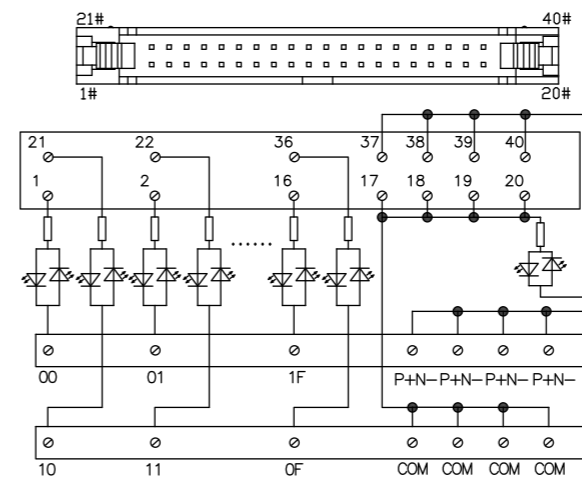 21# 40#
1# 20#
21 22 36 37 38 39 40
1 2 16 17 18 19 20
......
00 01 1F P+N- P+N- P+N- P+N-
10 11 0F COM COM COM COM